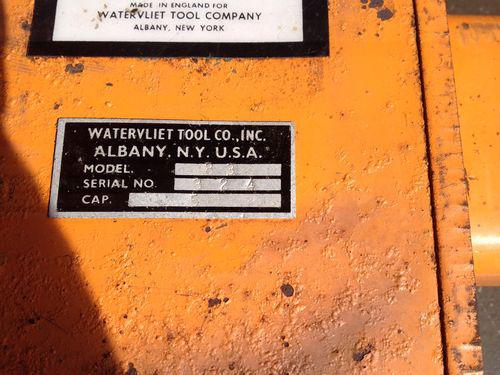 MADE IN ENGLAND FOR
WATERVLIET TOOL COMPANY
ALBANY, NEW YORK
WATERVLIET TOOL CO., INC.
ALBANY, N.Y. U.S.A.
MODEL.
SERIAL NO. 324
CAP.